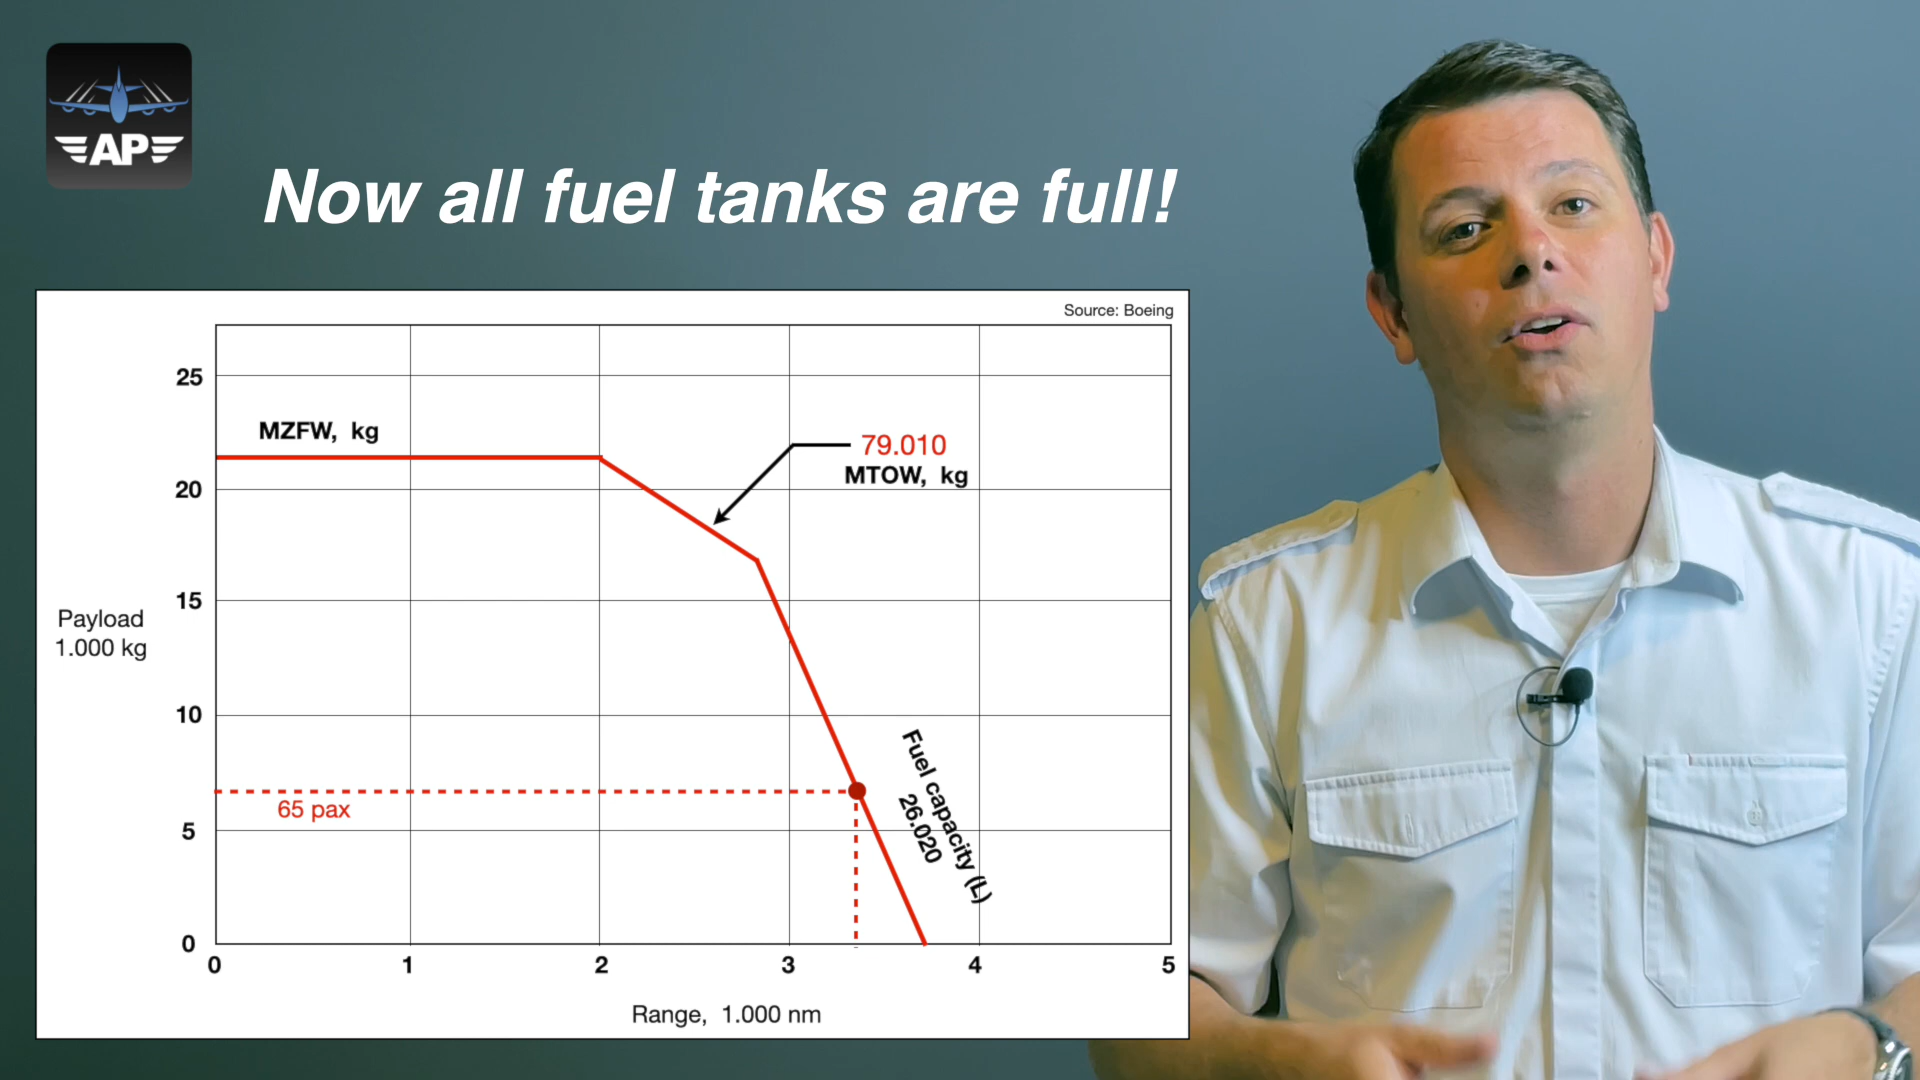 AP
Now all fuel tanks are full!
Source: Boeing
25
MZFW, kg
79.010
MTOW, kg
20
15
Payload
1.000 kg
10
Fuel capacity (L)
26.020
65 pax
5
0
0 1 2 3 4 5
Range, 1.000 nm